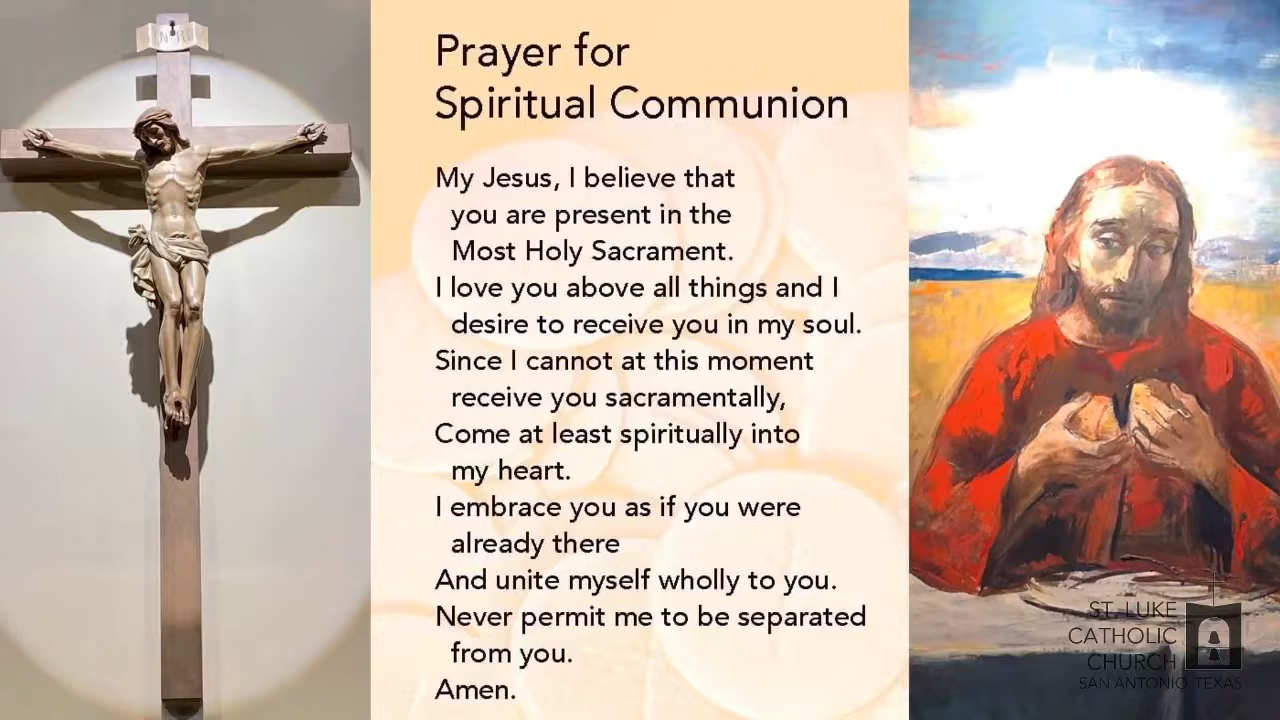 INRI
Prayer for
Spiritual Communion
My Jesus, I believe that
you are present in the
Most Holy Sacrament.
I love you above all things and I
desire to receive you in my soul.
Since I cannot at this moment
receive you sacramentally,
Come at least spiritually into
my heart.
I embrace you as if you were
already there
And unite myself wholly to you.
Never permit me to be separated
from you.
Amen.
ST. LUKE
CATHOLIC
CHURCH
SAN ANTONIO TEXAS